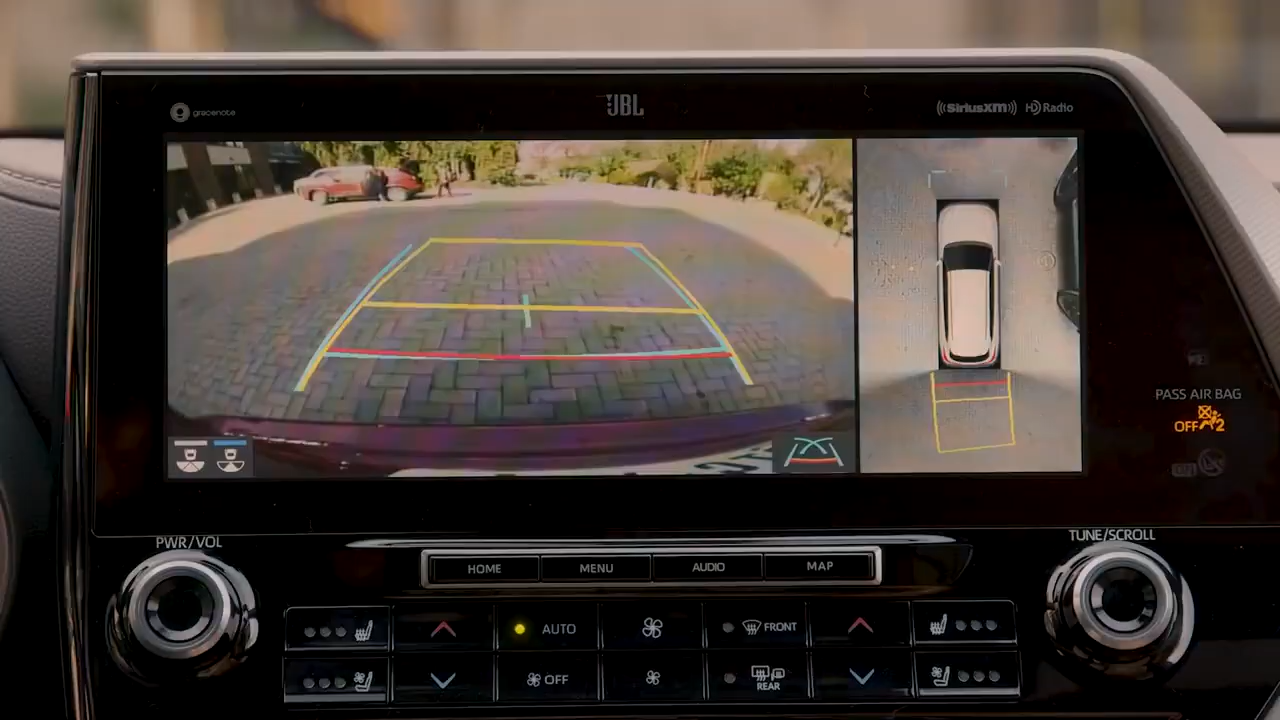 gracenote
JBL
SiriusXM HD Radio
PASS AIR BAG
OFF 2
PWR/VOL
TUNE/SCROLL
HOME MENU AUDIO MAP
AUTO FRONT
OFF REAR